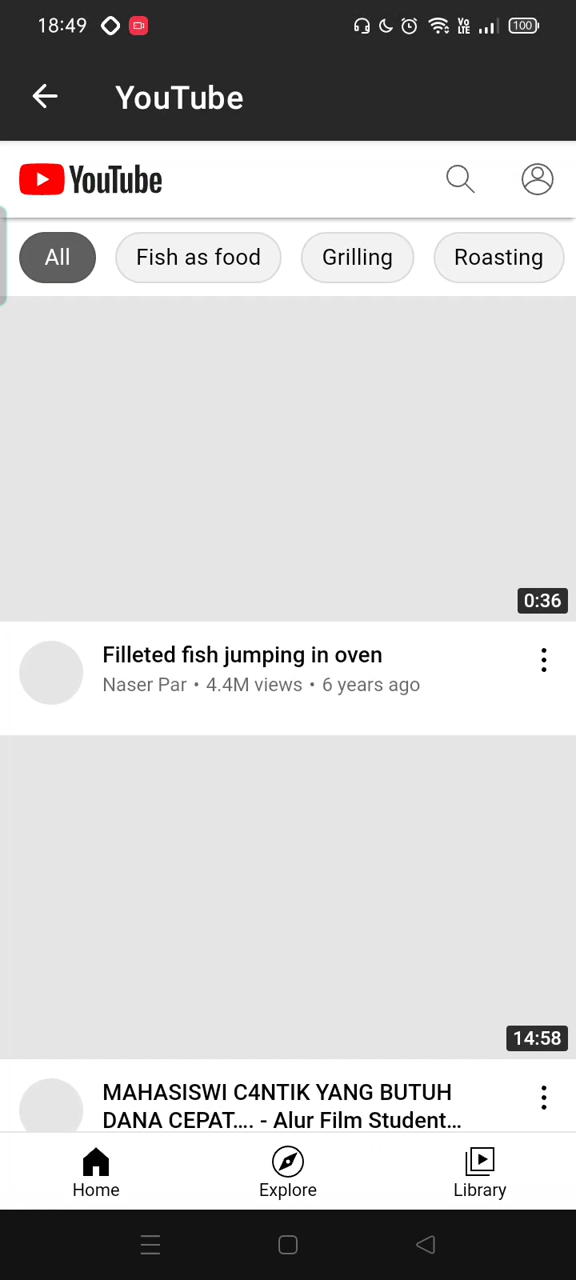 18:49 VO LTE 100
YouTube
YouTube
All Fish as food Grilling Roasting
0:36
Filleted fish jumping in oven
Naser Par • 4.4M views • 6 years ago
14:58
MAHASISWI C4NTIK YANG BUTUH
DANA CEPAT.... - Alur Film Student...
Home Explore Library